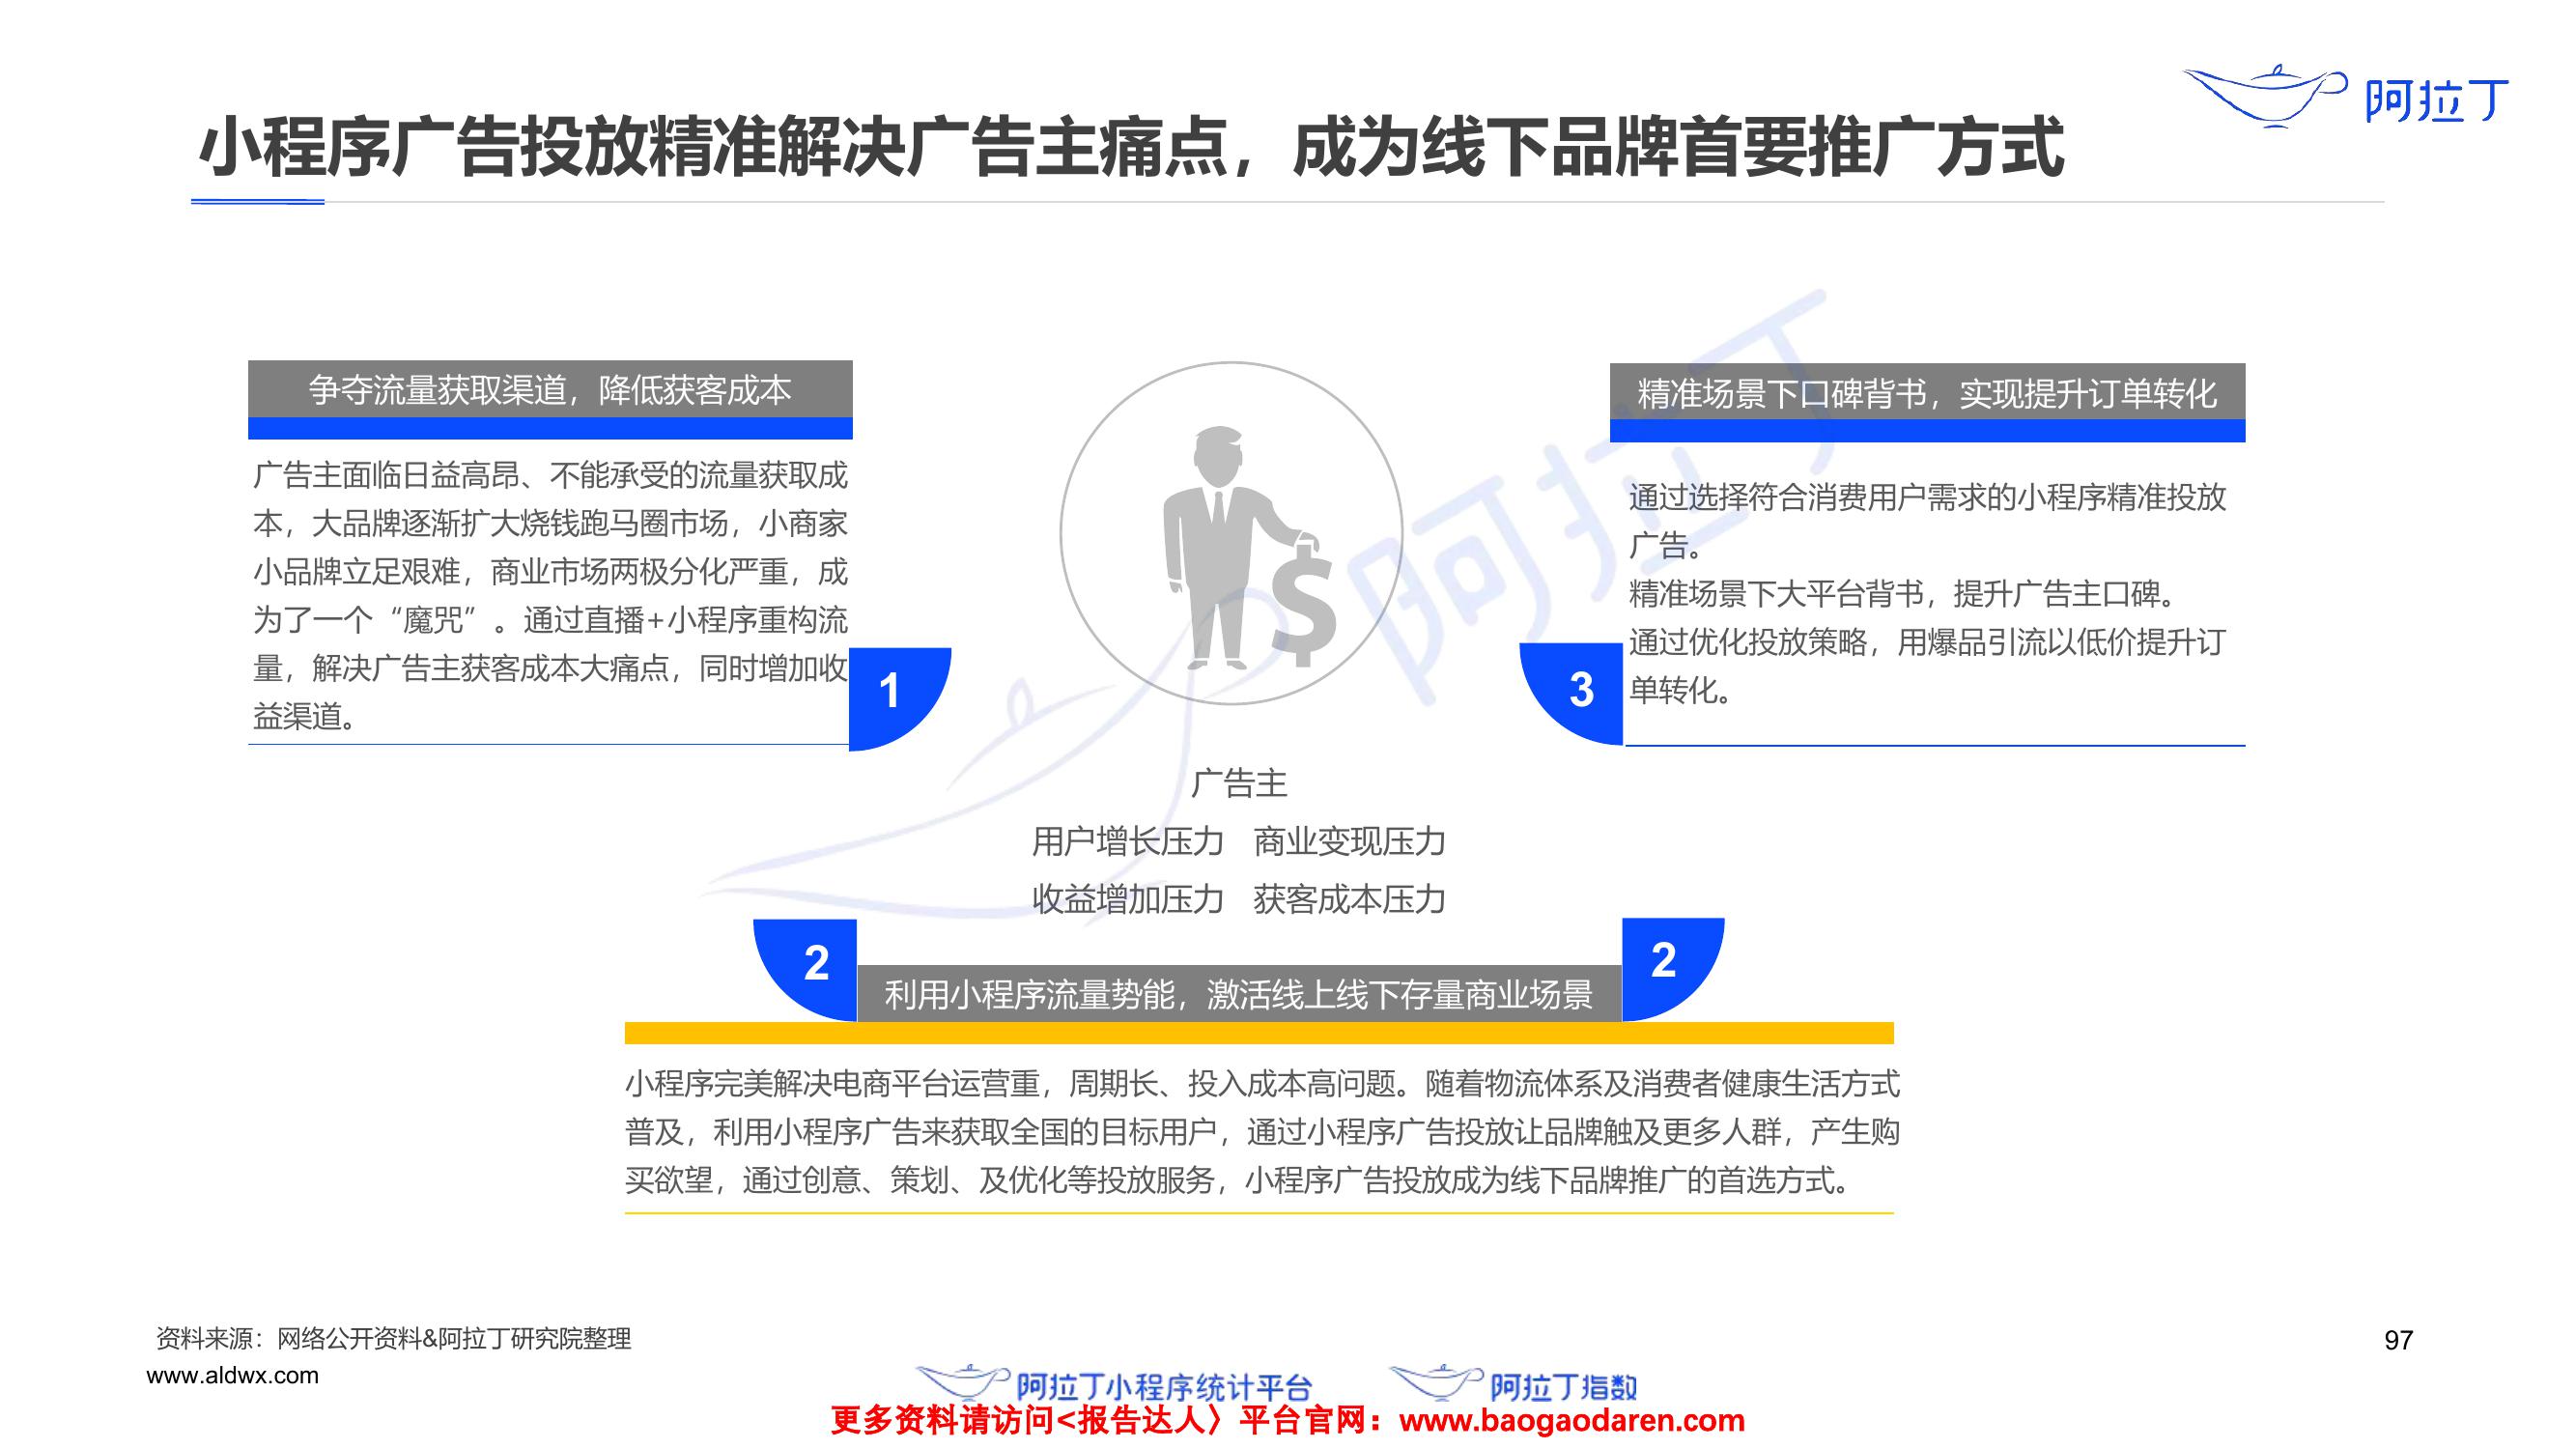 阿拉丁
小程序广告投放精准解决广告主痛点，成为线下品牌首要推广方式
争夺流量获取渠道，降低获客成本
广告主面临日益高昂、不能承受的流量获取成
本，大品牌逐渐扩大烧钱跑马圈市场，小商家
小品牌立足艰难，商业市场两极分化严重，成
为了一个“魔咒”。通过直播+小程序重构流
量，解决广告主获客成本大痛点，同时增加收
益渠道。
1
精准场景下口碑背书，实现提升订单转化
通过选择符合消费用户需求的小程序精准投放
广告。
精准场景下大平台背书，提升广告主口碑。
通过优化投放策略，用爆品引流以低价提升订
单转化。
3
阿拉丁
$
广告主
用户增长压力 商业变现压力
收益增加压力 获客成本压力
2
利用小程序流量势能，激活线上线下存量商业场景
2
小程序完美解决电商平台运营重，周期长、投入成本高问题。随着物流体系及消费者健康生活方式
普及，利用小程序广告来获取全国的目标用户，通过小程序广告投放让品牌触及更多人群，产生购
买欲望，通过创意、策划、及优化等投放服务，小程序广告投放成为线下品牌推广的首选方式。
资料来源：网络公开资料&阿拉丁研究院整理
97
www.aldwx.com
阿拉丁小程序统计平台 阿拉丁指数
更多资料请访问<报告达人〉平台官网：www.baogaodaren.com